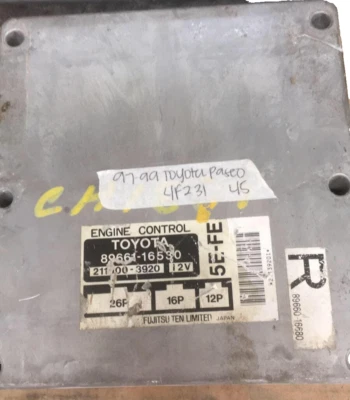 97-99 Toyota Paseo
4F231 4S
ENGINE CONTROL
TOYOTA
89661-16530
211000-3920 12V
5E-FE
26P 16P 12P
FUJITSU TEN LIMITED JAPAN
R